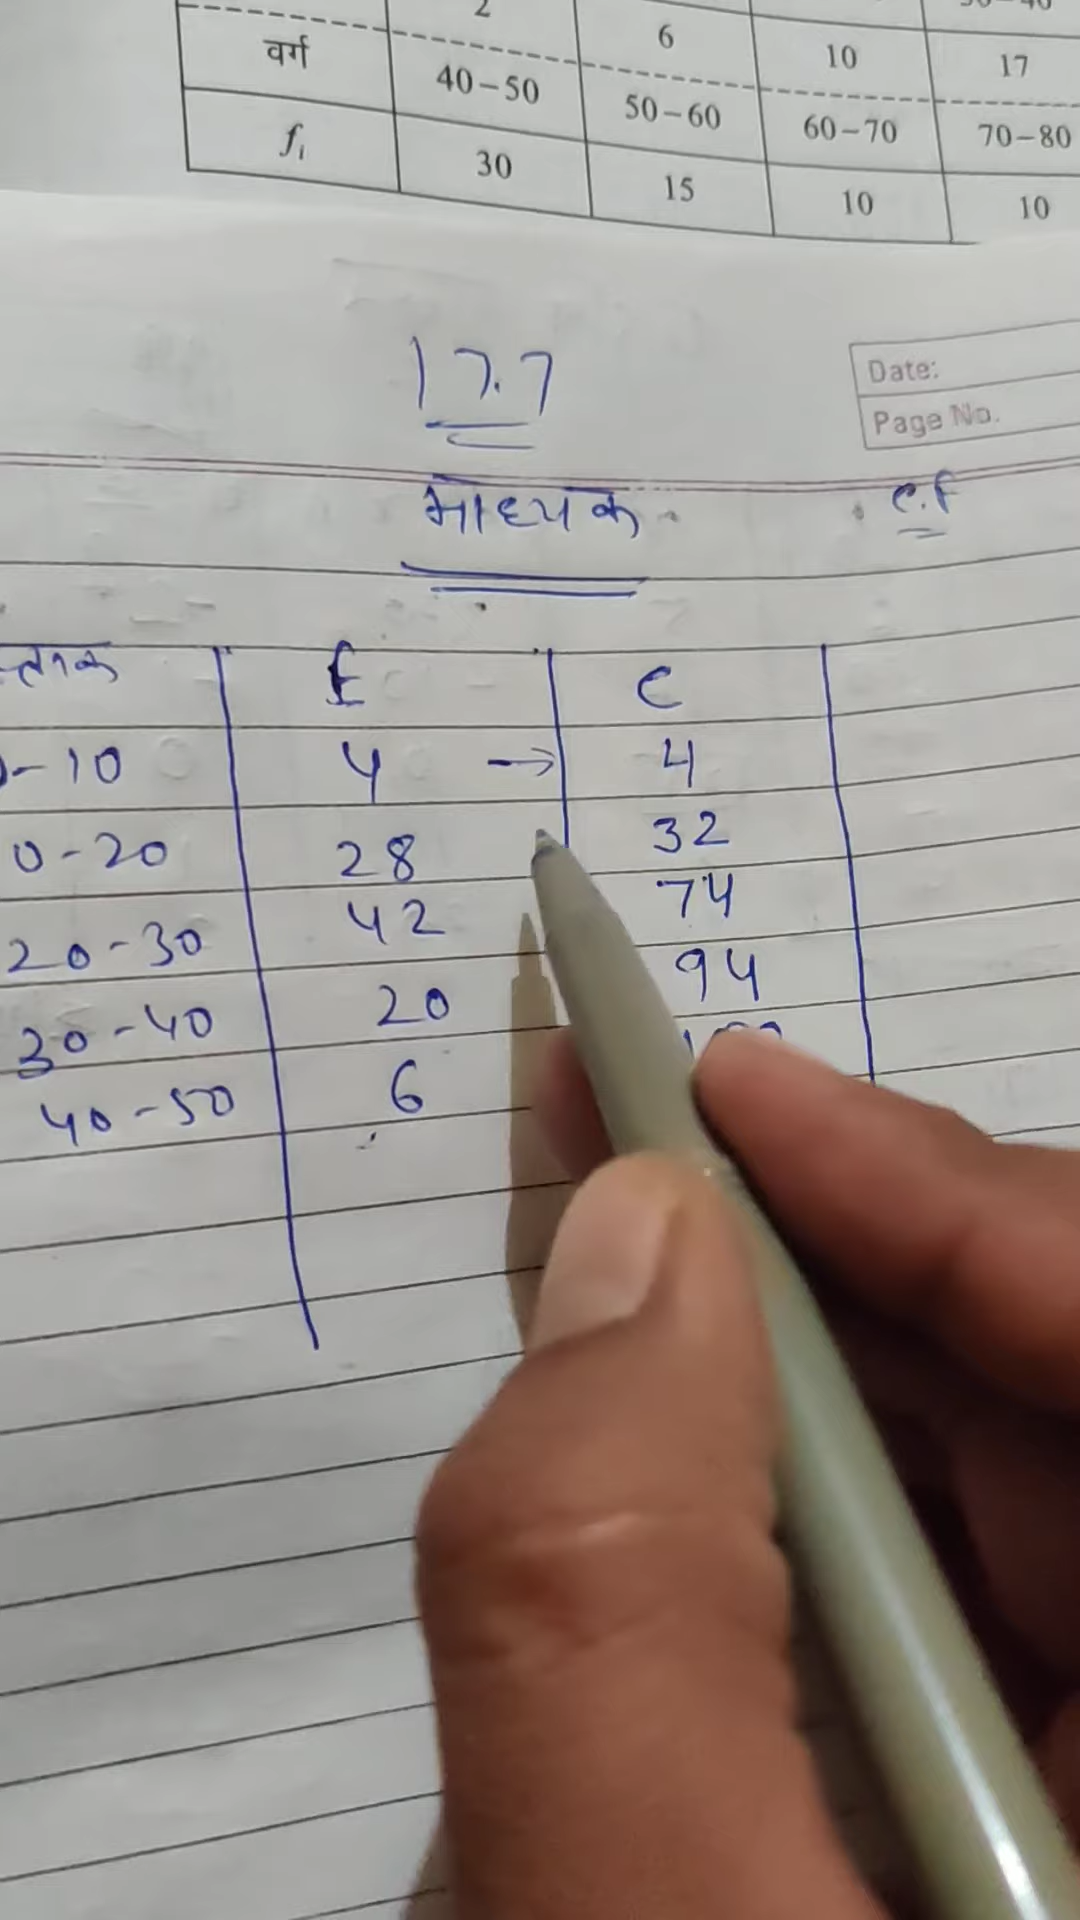 2 6 10 17
वर्ग 40–50 50–60 60–70 70–80
fi 30 15 10 10
17.7
Date:
Page No.
माध्यक c.f
f c
-10 4 → 4
0-20 28 32
20-30 42 74
30-40 20 94
40-50 6